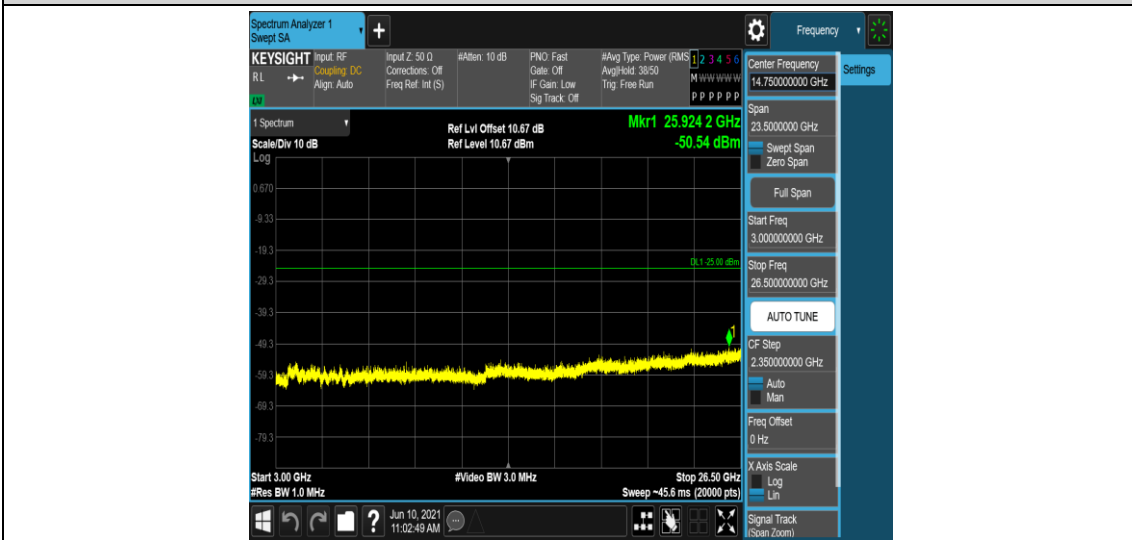 Spectrum Analyzer 1
Swept SA
+
Frequency
KEYSIGHT
RL
LXI
Input: RF
Coupling: DC
Align: Auto
Input Z: 50 Ω
Corrections: Off
Freq Ref: Int (S)
#Atten: 10 dB
PNO: Fast
Gate: Off
IF Gain: Low
Sig Track: Off
#Avg Type: Power (RMS
Avg|Hold: 38/50
Trig: Free Run
1 2 3 4 5 6
M W W W W W
P P P P P P
1 Spectrum
Scale/Div 10 dB
Log
Ref Lvl Offset 10.67 dB
Ref Level 10.67 dBm
Mkr1 25.924 2 GHz
-50.54 dBm
0.670
-9.33
-19.3
DL1 -25.00 dBm
-29.3
-39.3
1
-49.3
-59.3
-69.3
-79.3
Start 3.00 GHz
#Res BW 1.0 MHz
#Video BW 3.0 MHz
Stop 26.50 GHz
Sweep ~45.6 ms (20000 pts)
Center Frequency
14.750000000 GHz
Settings
Span
23.5000000 GHz
Swept Span
Zero Span
Full Span
Start Freq
3.000000000 GHz
Stop Freq
26.500000000 GHz
AUTO TUNE
CF Step
2.350000000 GHz
Auto
Man
Freq Offset
0 Hz
X Axis Scale
Log
Lin
Signal Track
(Span Zoom)
?
Jun 10, 2021
11:02:49 AM